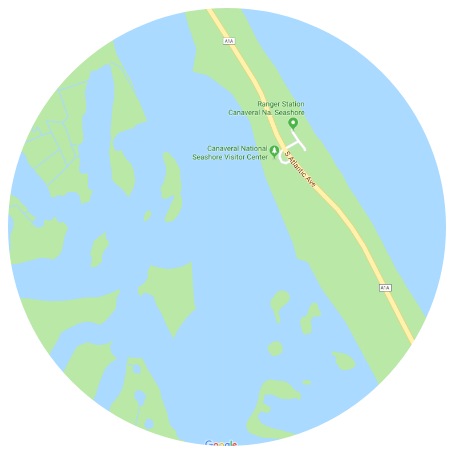 A1A
Ranger Station
Canaveral Na. Seashore
Canaveral National
Seashore Visitor Center
S Atlantic Ave
A1A
Google